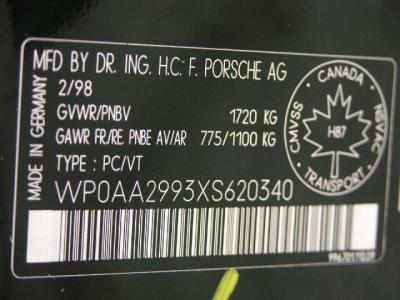 MFD BY DR. ING. H.C. F. PORSCHE AG
2/98
GVWR/PNBV 1720 KG
GAWR FR./RE. PNBE AV/AR 775/1100 KG
TYPE : PC/VT
WP0AA2993XS620340
MADE IN GERMANY
CANADA
CMVSS
NSVAC
H87
TRANSPORT